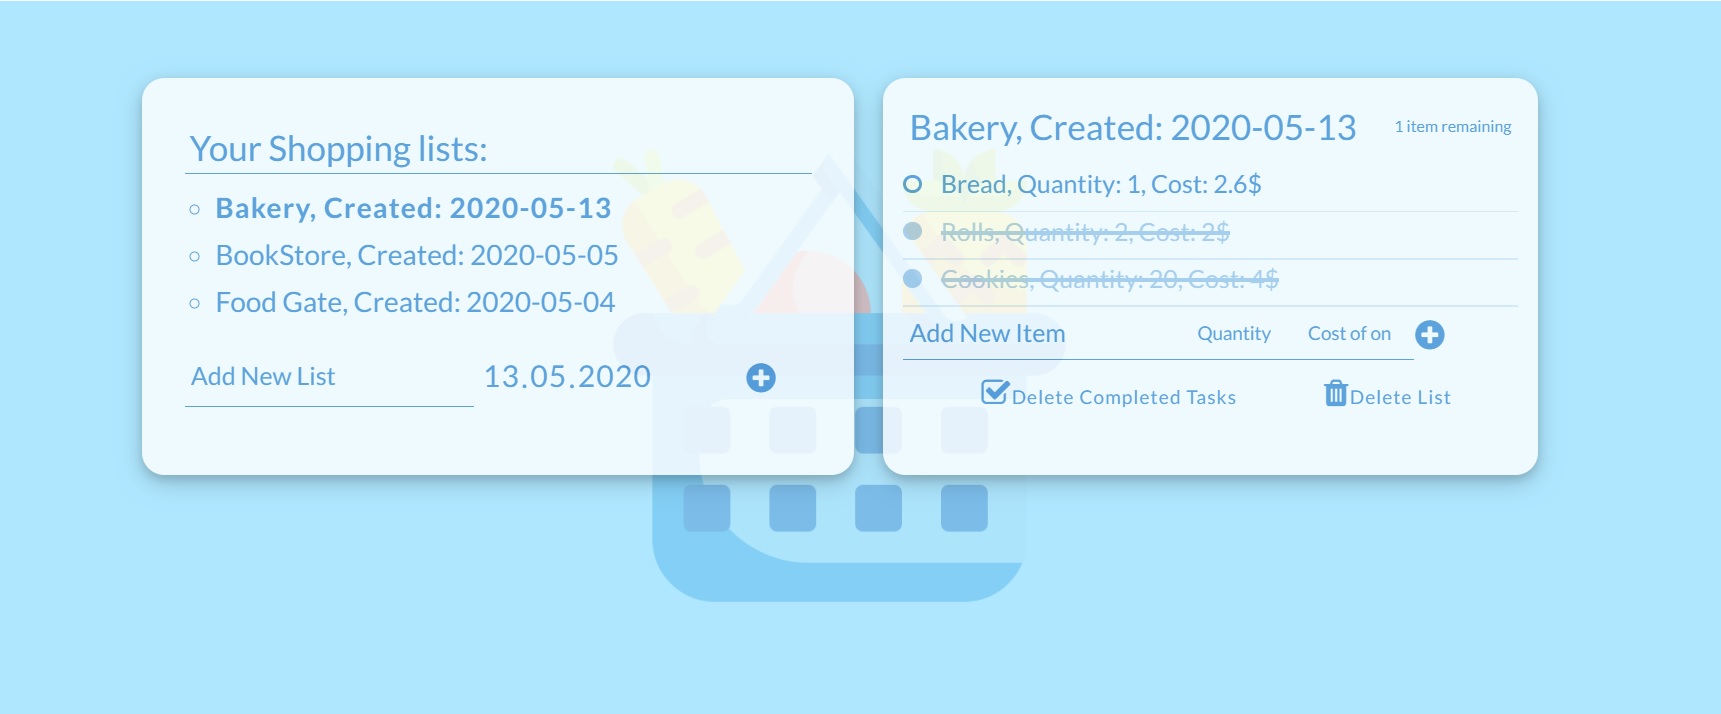 Your Shopping lists:
Bakery, Created: 2020-05-13
BookStore, Created: 2020-05-05
Food Gate, Created: 2020-05-04
Add New List 13.05.2020
Bakery, Created: 2020-05-13 1 item remaining
Bread, Quantity: 1, Cost: 2.6$
Rolls, Quantity: 2, Cost: 2$
Cookies, Quantity: 20, Cost: 4$
Add New Item Quantity Cost of on
Delete Completed Tasks Delete List